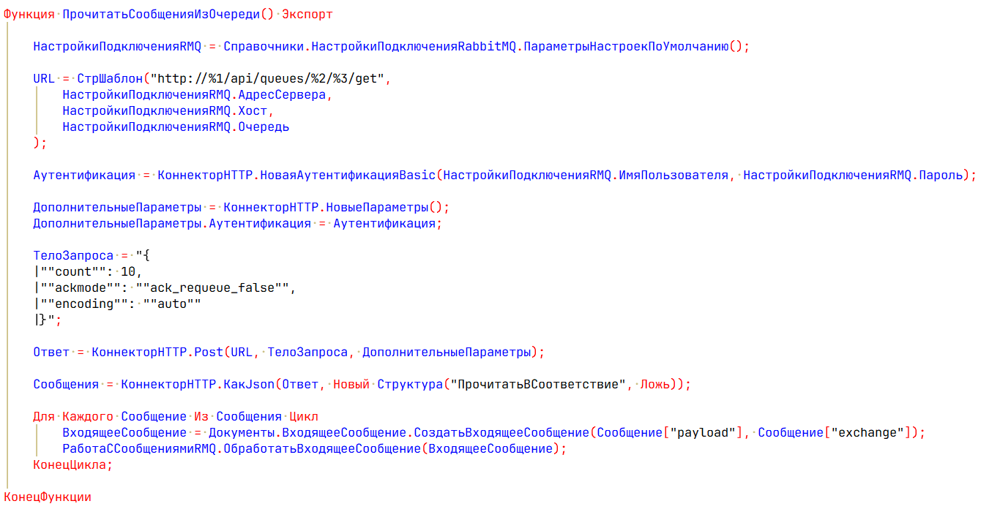 Функция ПрочитатьСообщенияИзОчереди() Экспорт
НастройкиПодключенияRMQ = Справочники.НастройкиПодключенияRabbitMQ.ПараметрыНастроекПоУмолчанию();
URL = СтрШаблон("http://%1/api/queues/%2/%3/get",
НастройкиПодключенияRMQ.АдресСервера,
НастройкиПодключенияRMQ.Хост,
НастройкиПодключенияRMQ.Очередь
);
Аутентификация = КоннекторHTTP.НоваяАутентификацияBasic(НастройкиПодключенияRMQ.ИмяПользователя, НастройкиПодключенияRMQ.Пароль);
ДополнительныеПараметры = КоннекторHTTP.НовыеПараметры();
ДополнительныеПараметры.Аутентификация = Аутентификация;
ТелоЗапроса = "{
|""count"": 10,
|""ackmode"": ""ack_requeue_false"",
|""encoding"": ""auto""
|}";
Ответ = КоннекторHTTP.Post(URL, ТелоЗапроса, ДополнительныеПараметры);
Сообщения = КоннекторHTTP.КакJson(Ответ, Новый Структура("ПрочитатьВСоответствие", Ложь));
Для Каждого Сообщение Из Сообщения Цикл
ВходящееСообщение = Документы.ВходящееСообщение.СоздатьВходящееСообщение(Сообщение["payload"], Сообщение["exchange"]);
РаботаССообщениямиRMQ.ОбработатьВходящееСообщение(ВходящееСообщение);
КонецЦикла;
КонецФункции